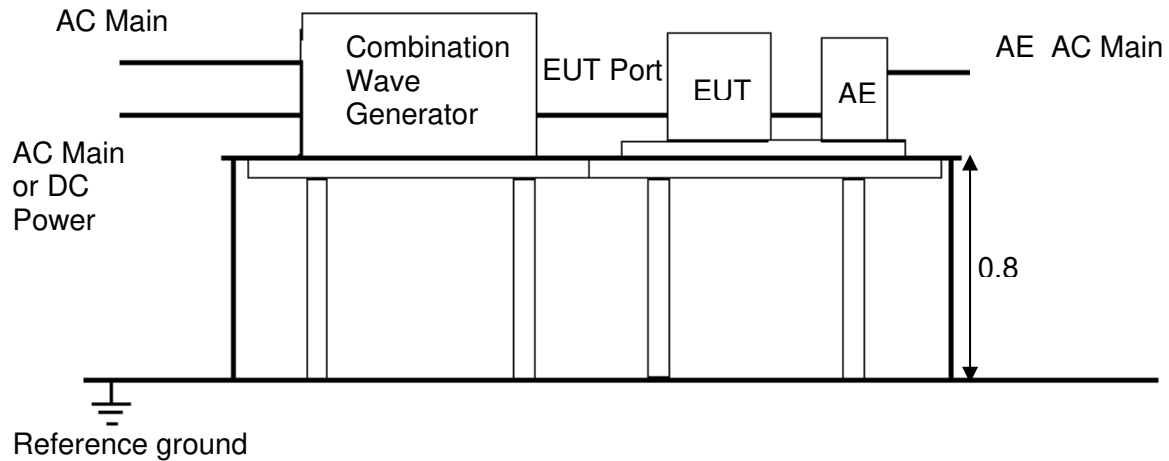 AC Main
Combination
Wave
Generator
EUT Port
EUT
AE
AE AC Main
AC Main
or DC
Power
0.8
Reference ground